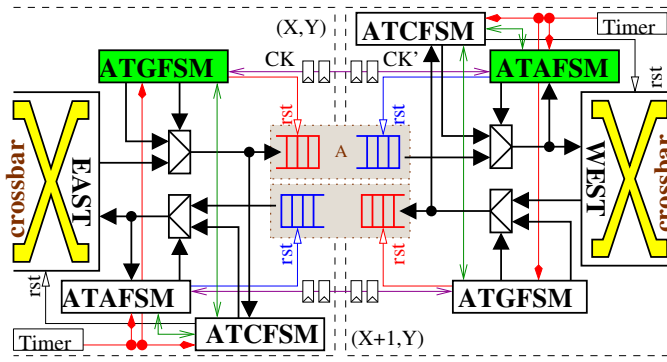 (X,Y)
ATCFSM
Timer
ATGFSM
CK
CK'
ATAFSM
rst
rst
rst
A
crossbar
EAST
WEST
crossbar
rst
rst
rst
ATAFSM
ATGFSM
Timer
ATCFSM
(X+1,Y)